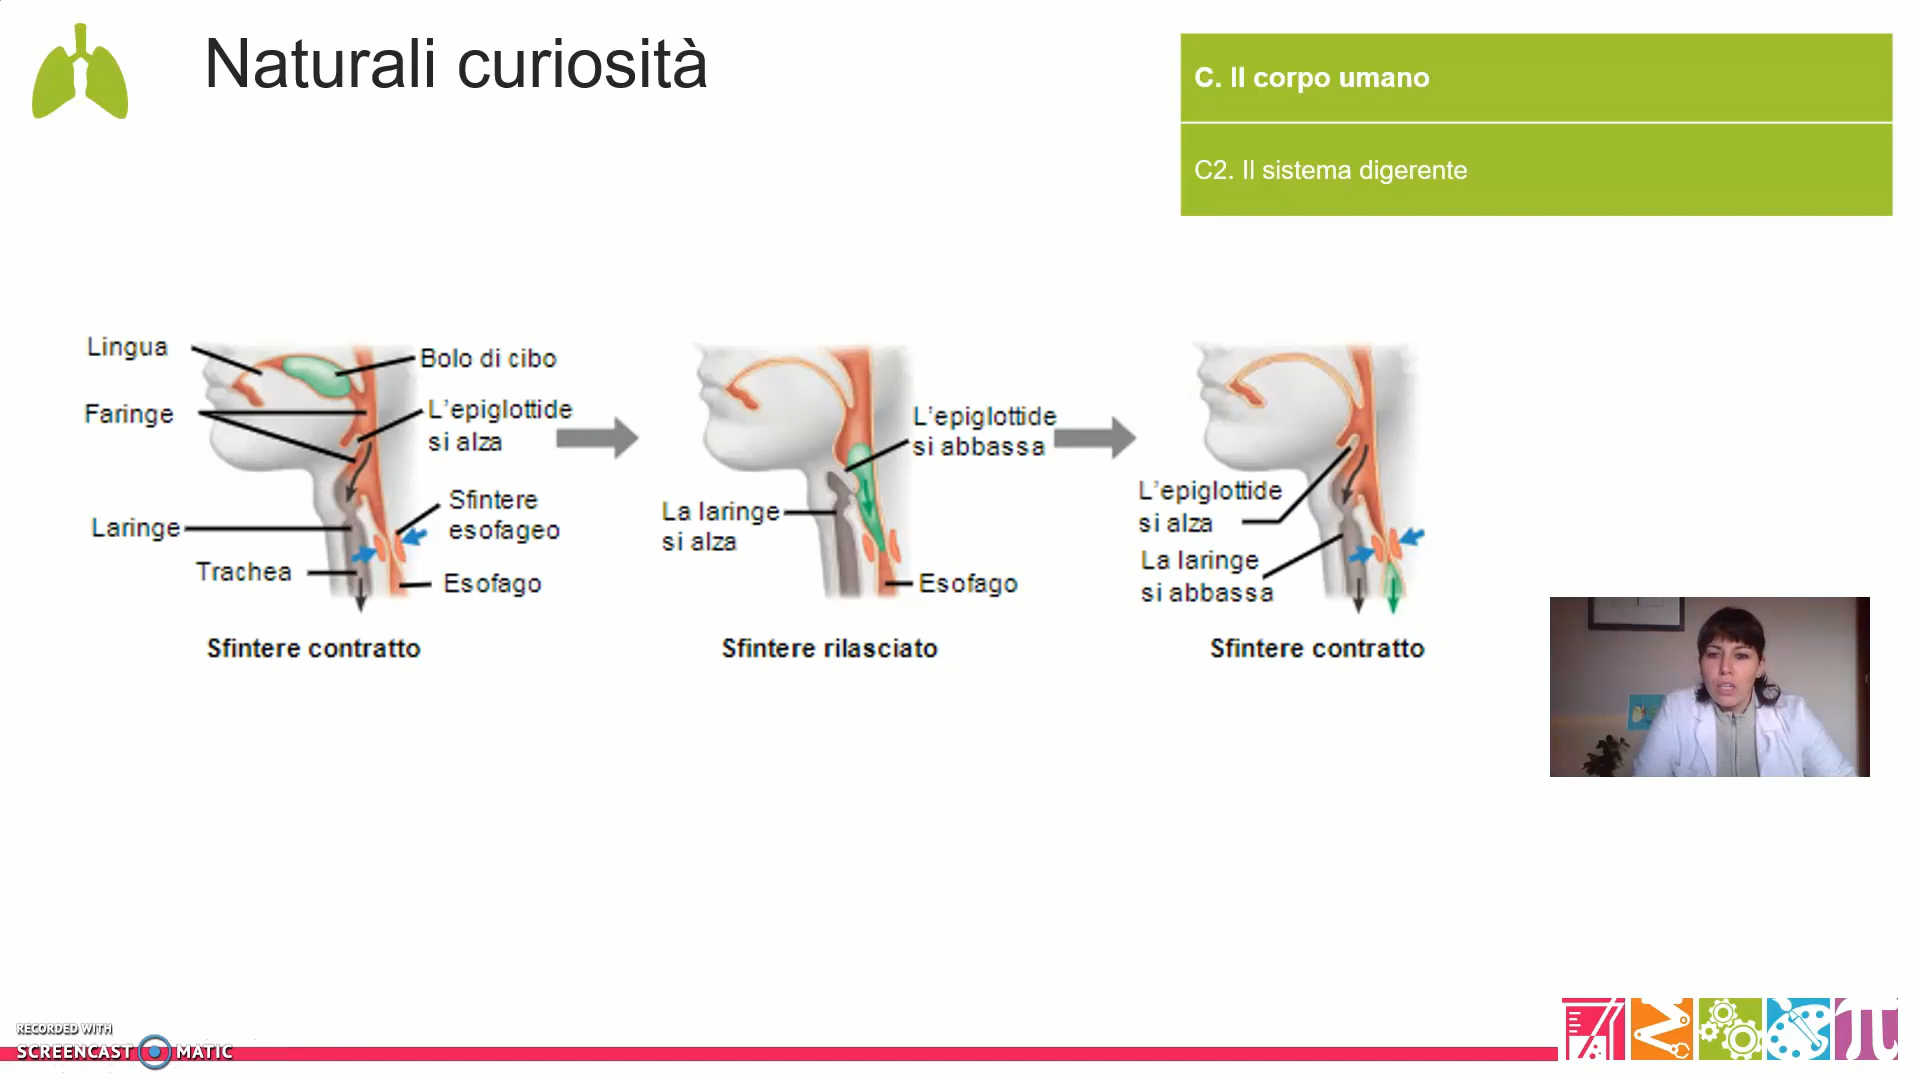 Naturali curiosità
C. Il corpo umano
C2. Il sistema digerente
Lingua
Bolo di cibo
Faringe
L'epiglottide
si alza
Sfintere
esofageo
Laringe
Trachea
Esofago
Sfintere contratto
L'epiglottide
si abbassa
La laringe
si alza
Esofago
Sfintere rilasciato
L'epiglottide
si alza
La laringe
si abbassa
Sfintere contratto
RECORDED WITH
SCREENCAST MATIC
π